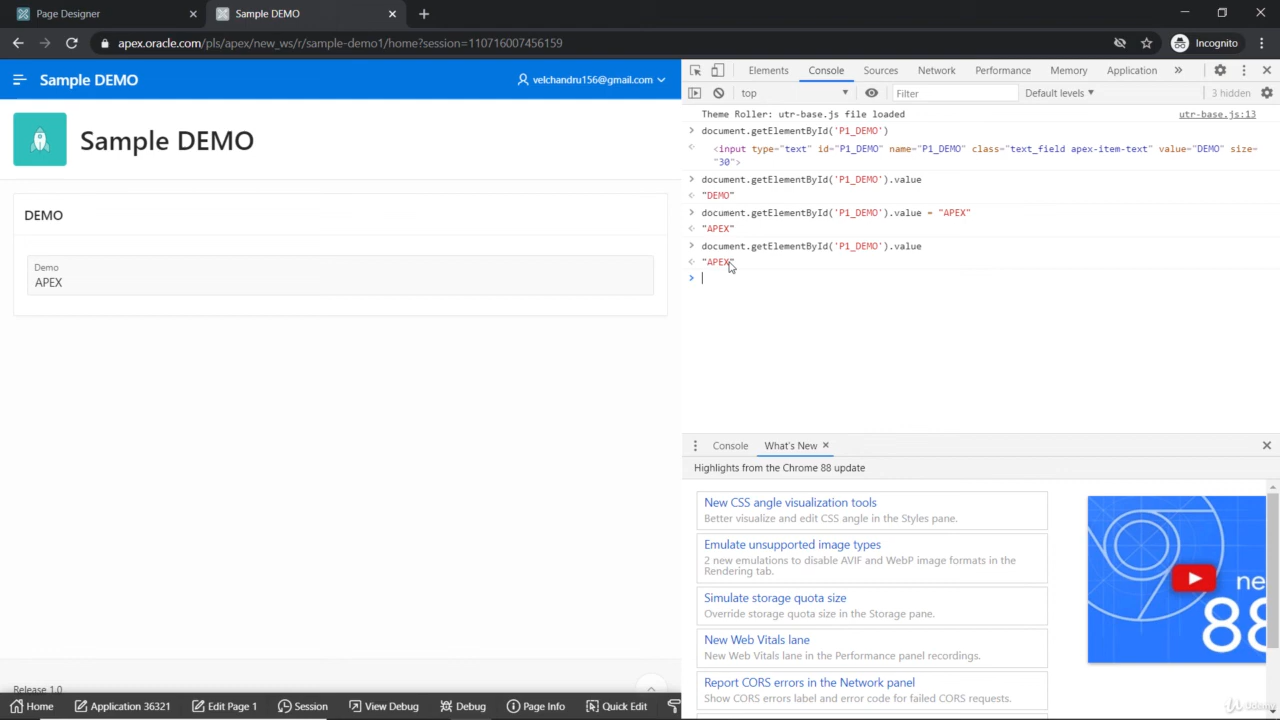 Page Designer
Sample DEMO
apex.oracle.com/pls/apex/new_ws/r/sample-demo1/home?session=110716007456159
Incognito
Sample DEMO
velchandru156@gmail.com
Sample DEMO
DEMO
Demo
APEX
Release 1.0
Home
Application 92421
Edit Page 1
Session
View Debug
Debug
Page Info
Quick Edit
Elements Console Sources Network Performance Memory Application
top
Filter
Default levels
3 hidden
Theme Roller: utr-base.js file loaded
utr-base.js:13
document.getElementById('P1_DEMO')
<input type="text" id="P1_DEMO" name="P1_DEMO" class="text_field apex-item-text" value="DEMO" size=
"30">
document.getElementById('P1_DEMO').value
"DEMO"
document.getElementById('P1_DEMO').value = "APEX"
"APEX"
document.getElementById('P1_DEMO').value
"APEX"
Console What's New
Highlights from the Chrome 88 update
New CSS angle visualization tools
Better visualize and edit CSS angle in the Styles pane.
Emulate unsupported image types
2 new emulations to disable AVIF and WebP image formats in the
Rendering tab.
Simulate storage quota size
Override storage quota size in the Storage pane.
New Web Vitals lane
New Web Vitals lane in the Performance panel recordings.
Report CORS errors in the Network panel
Show CORS errors label and error code for failed CORS requests.
ne
88
Udemy